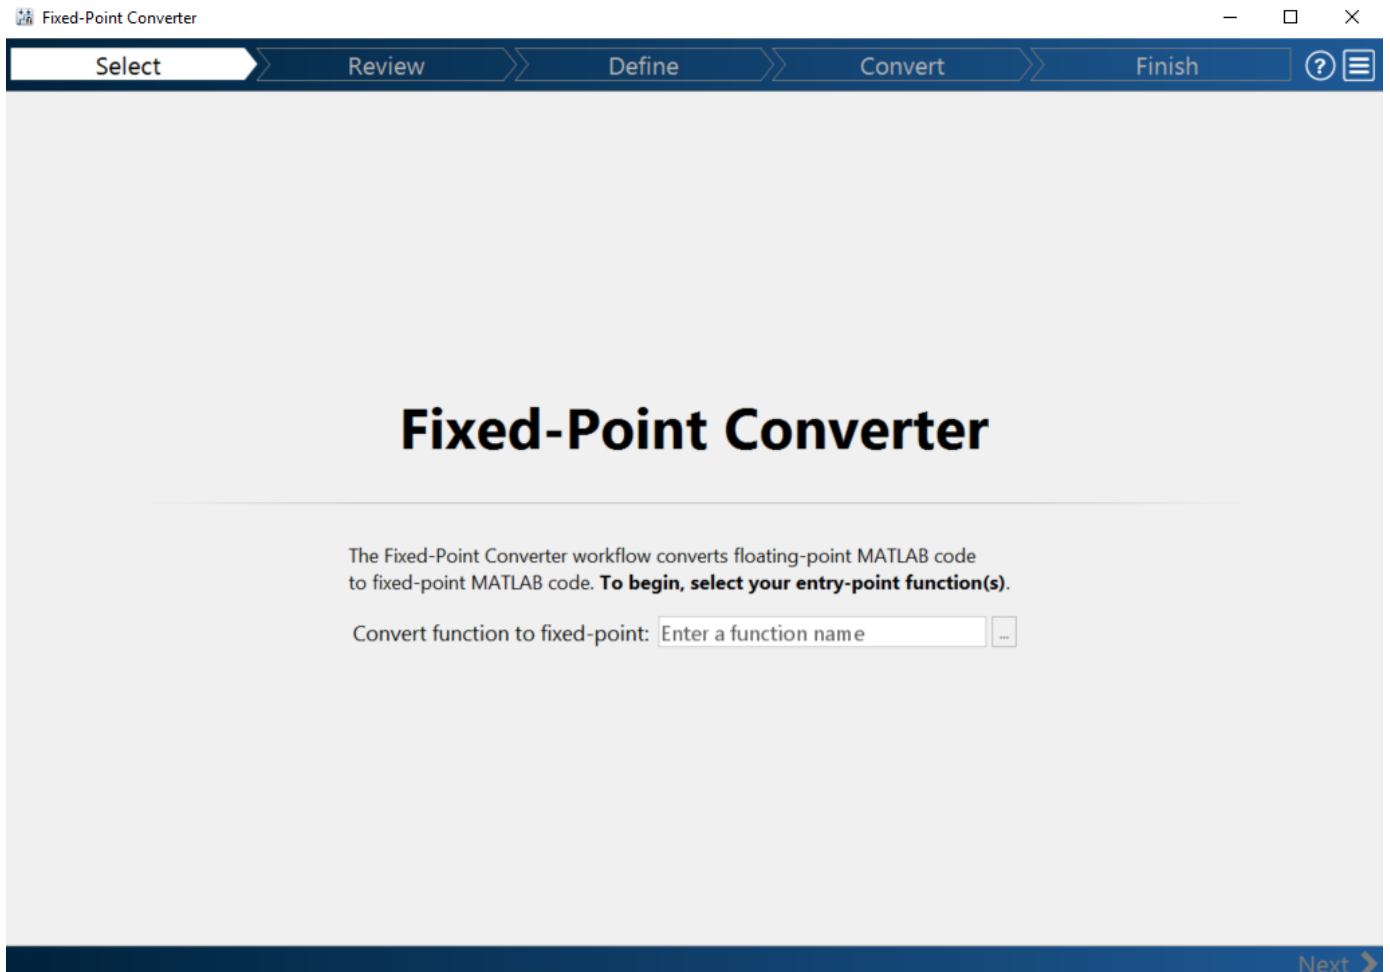 Fixed-Point Converter
Select Review Define Convert Finish ?
Fixed-Point Converter
The Fixed-Point Converter workflow converts floating-point MATLAB code
to fixed-point MATLAB code. To begin, select your entry-point function(s).
Convert function to fixed-point: Enter a function name ...
Next